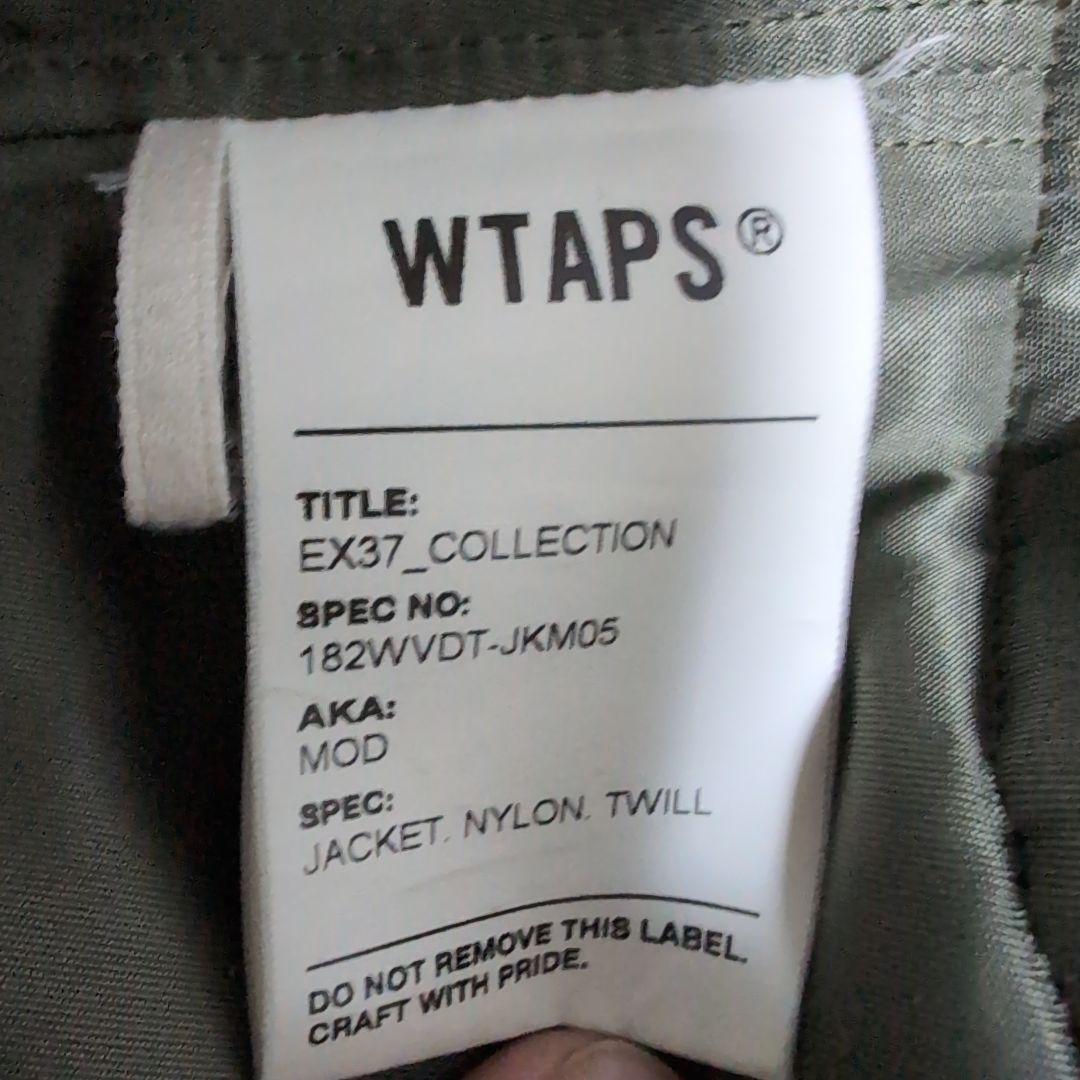 WTAPS®
TITLE:
EX37_COLLECTION
SPEC NO:
182WVDT-JKM05
AKA:
MOD
SPEC:
JACKET. NYLON. TWILL
DO NOT REMOVE THIS LABEL.
CRAFT WITH PRIDE.